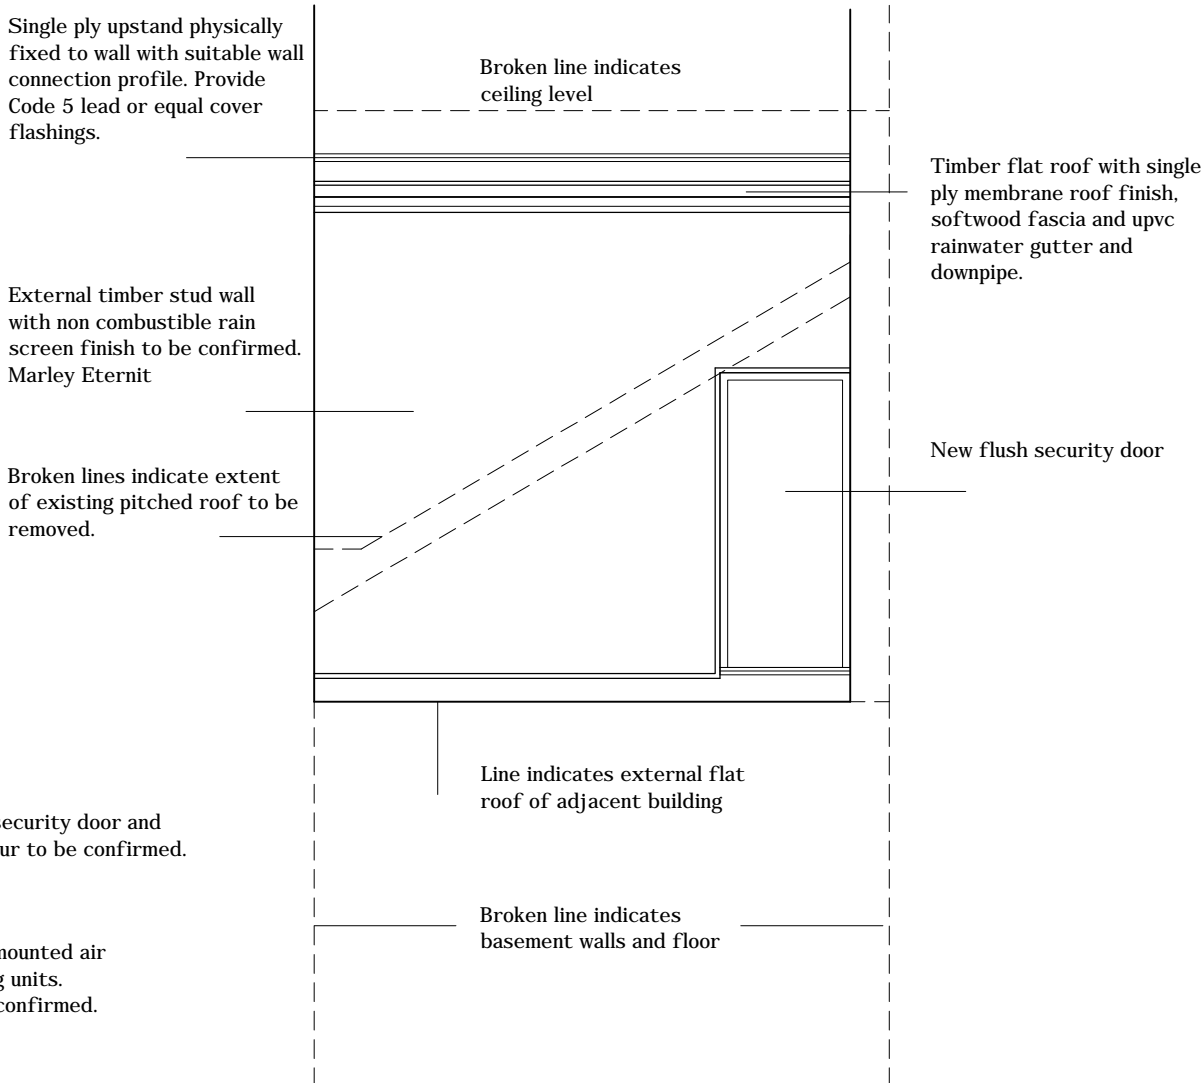 Single ply upstand physically
fixed to wall with suitable wall
connection profile. Provide
Code 5 lead or equal cover
flashings.
Broken line indicates
ceiling level
Timber flat roof with single
ply membrane roof finish,
softwood fascia and upvc
rainwater gutter and
downpipe.
External timber stud wall
with non combustible rain
screen finish to be confirmed.
Marley Eternit
Broken lines indicate extent
of existing pitched roof to be
removed.
New flush security door
Line indicates external flat
roof of adjacent building
security door and
to be confirmed.
Broken line indicates
basement walls and floor
mounted air
units.
confirmed.